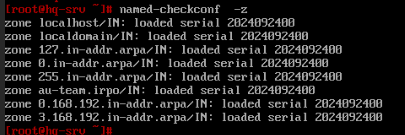 [root@hq-srv ~]# named-checkconf -z
zone localhost/IN: loaded serial 2024092400
zone localdomain/IN: loaded serial 2024092400
zone 127.in-addr.arpa/IN: loaded serial 2024092400
zone 0.in-addr.arpa/IN: loaded serial 2024092400
zone 255.in-addr.arpa/IN: loaded serial 2024092400
zone au-team.irpo/IN: loaded serial 2024092400
zone 0.168.192.in-addr.arpa/IN: loaded serial 2024092400
zone 3.168.192.in-addr.arpa/IN: loaded serial 2024092400
[root@hq-srv ~]#